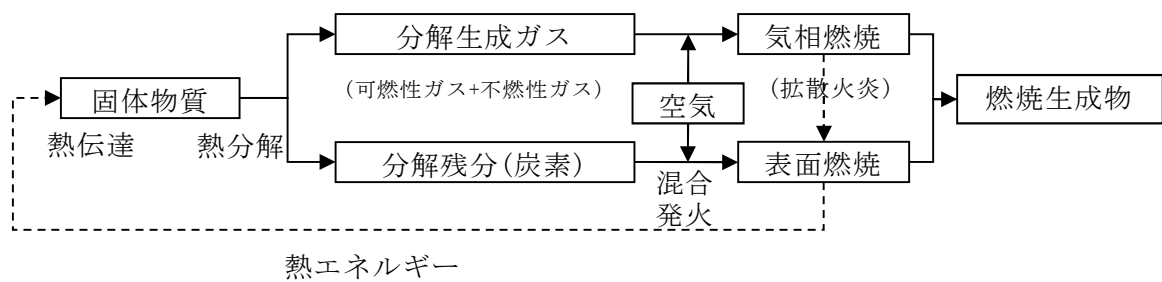 分解生成ガス
気相燃焼
(可燃性ガス+不燃性ガス)
(拡散火炎)
固体物質
空気
燃焼生成物
熱伝達
熱分解
分解残分(炭素)
表面燃焼
混合
発火
熱エネルギー